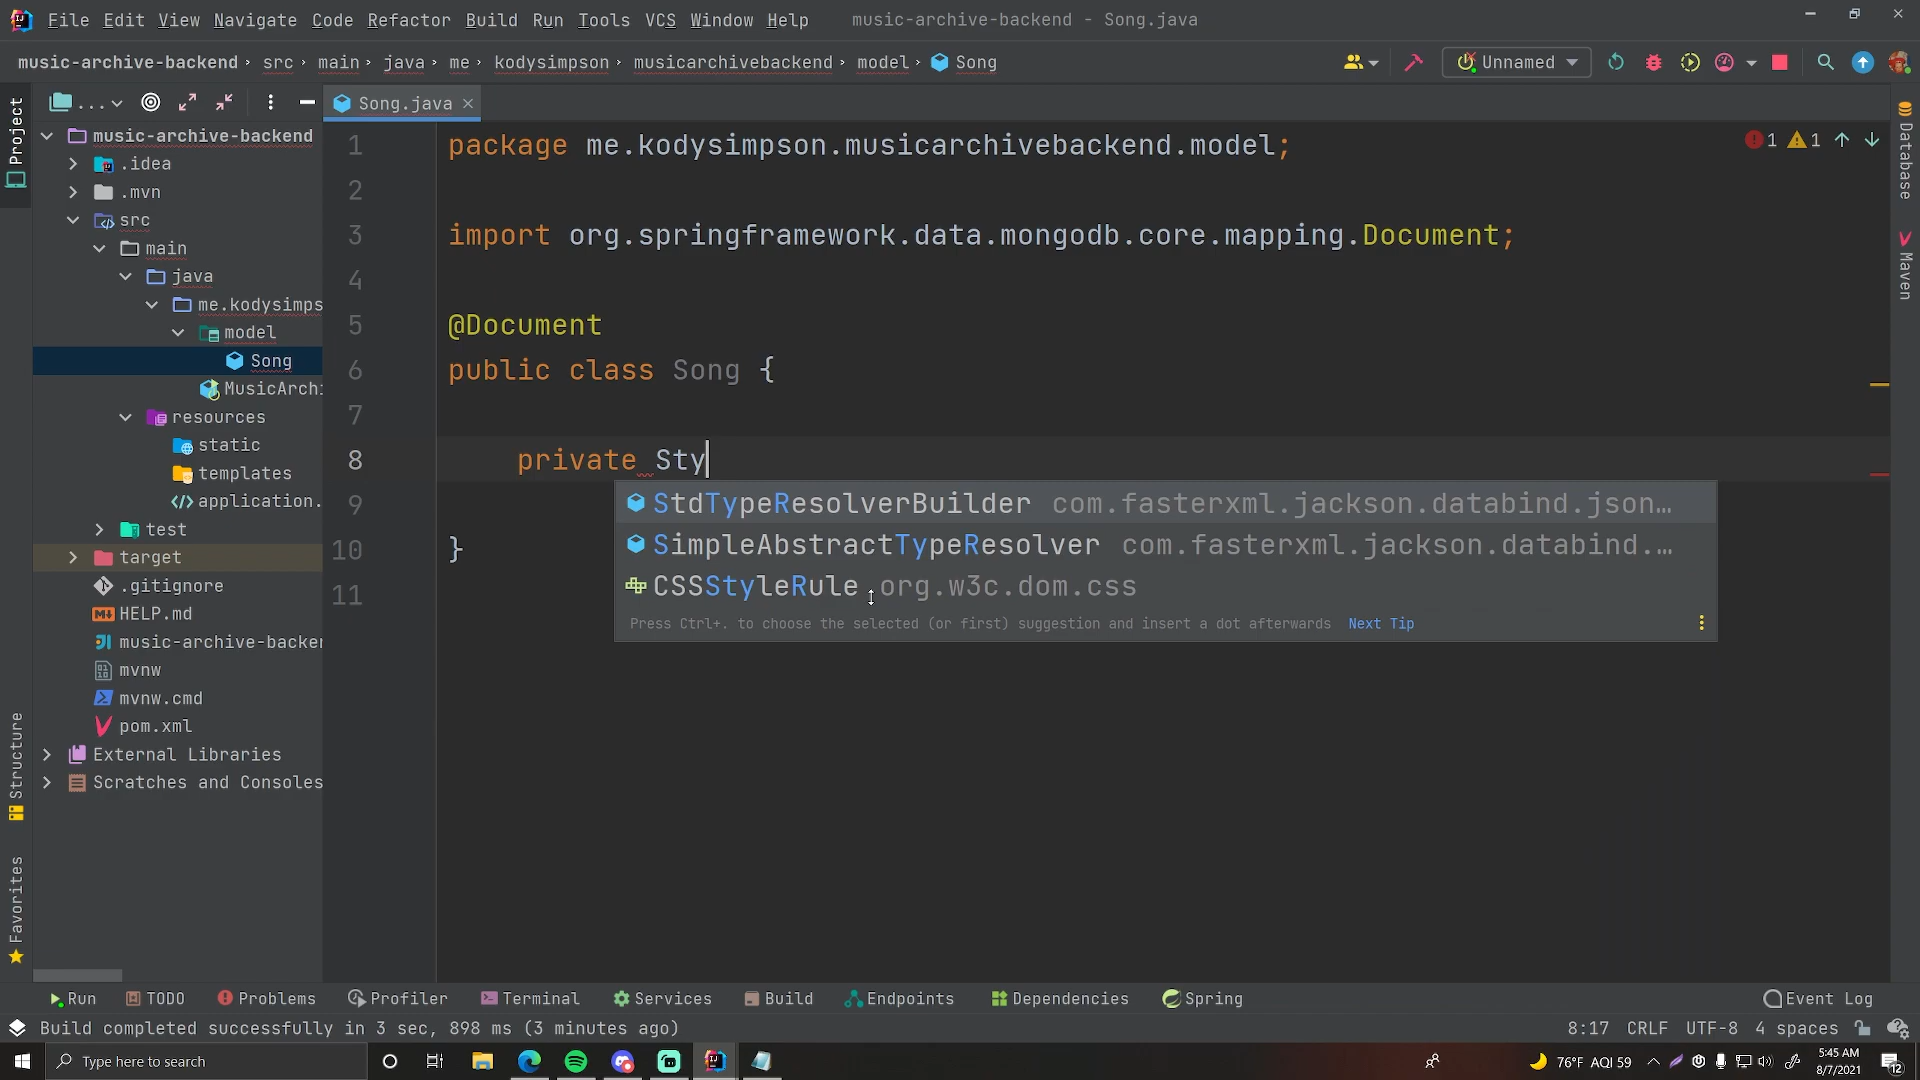 File Edit View Navigate Code Refactor Build Run Tools VCS Window Help music-archive-backend - Song.java
music-archive-backend › src › main › java › me › kodysimpson › musicarchivebackend › model › Song
Unnamed
Project
...
Song.java
music-archive-backend
.idea
.mvn
src
main
java
me.kodysimps
model
Song
MusicArchi
resources
static
templates
application.
test
target
.gitignore
HELP.md
music-archive-backer
mvnw
mvnw.cmd
pom.xml
External Libraries
Scratches and Consoles
Structure
Favorites
1 package me.kodysimpson.musicarchivebackend.model;
2
3 import org.springframework.data.mongodb.core.mapping.Document;
4
5 @Document
6 public class Song {
7
8 private Sty
9
10 }
11
StdTypeResolverBuilder com.fasterxml.jackson.databind.json…
SimpleAbstractTypeResolver com.fasterxml.jackson.databind.…
CSSStyleRule org.w3c.dom.css
Press Ctrl+. to choose the selected (or first) suggestion and insert a dot afterwards Next Tip
1 1
Database
Maven
Run TODO Problems Profiler Terminal Services Build Endpoints Dependencies Spring Event Log
Build completed successfully in 3 sec, 898 ms (3 minutes ago) 8:17 CRLF UTF-8 4 spaces
Type here to search
76°F AQI 59
5:45 AM
8/7/2021
12